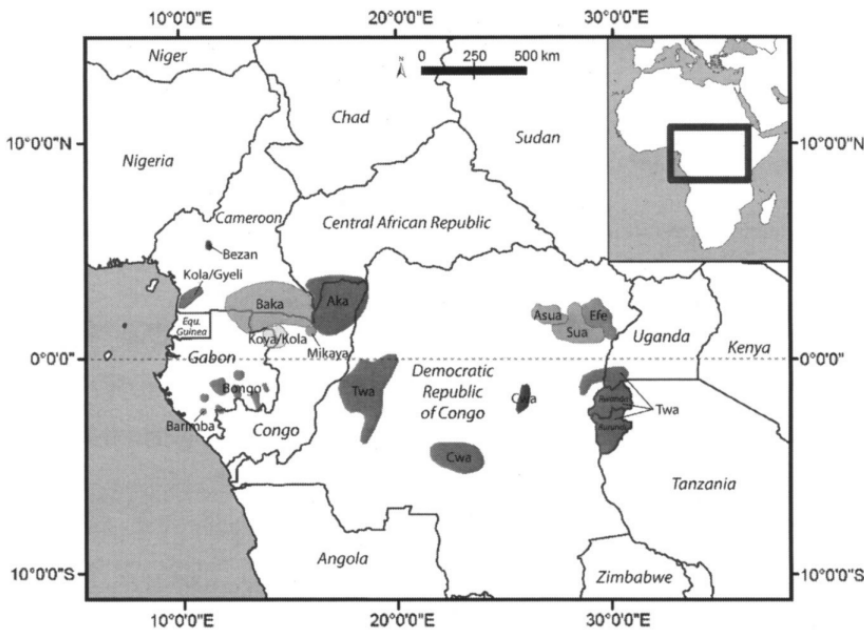 10°0'0"E
20°0'0"E
30°0'0"E
Niger
N
0 250 500 km
Chad
Sudan
10°0'0"N
10°0'0"N
Nigeria
Cameroon
Central African Republic
Bezan
Kola/Gyeli
Baka
Aka
Asua
Efe
Equ.
Guinea
Sua
Uganda
Koya/Kola
Kenya
Mikaya
0°0'0"
0°0'0"
Gabon
Democratic
Republic
of Congo
Bongo
Twa
Cwa
Rwanda
Twa
Barimba
Burundi
Congo
Cwa
Tanzania
Angola
Zimbabwe
10°0'0"S
10°0'0"S
10°0'0"E
20°0'0"E
30°0'0"E